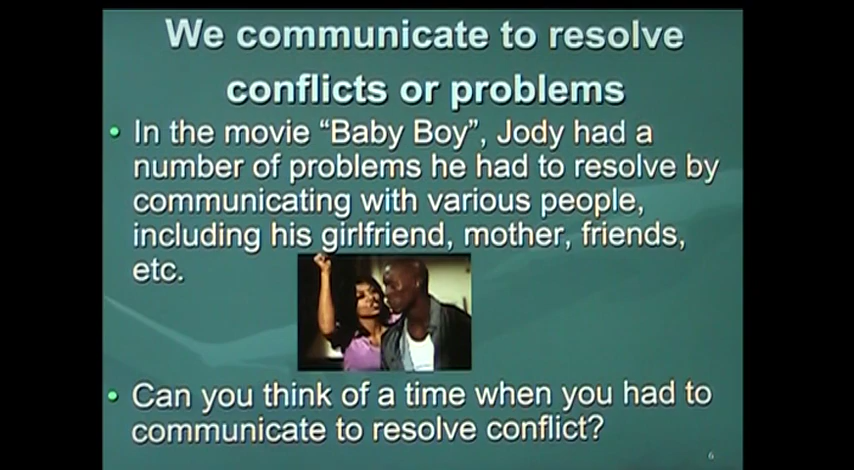 We communicate to resolve
conflicts or problems
• In the movie “Baby Boy”, Jody had a
number of problems he had to resolve by
communicating with various people,
including his girlfriend, mother, friends,
etc.
• Can you think of a time when you had to
communicate to resolve conflict?
6